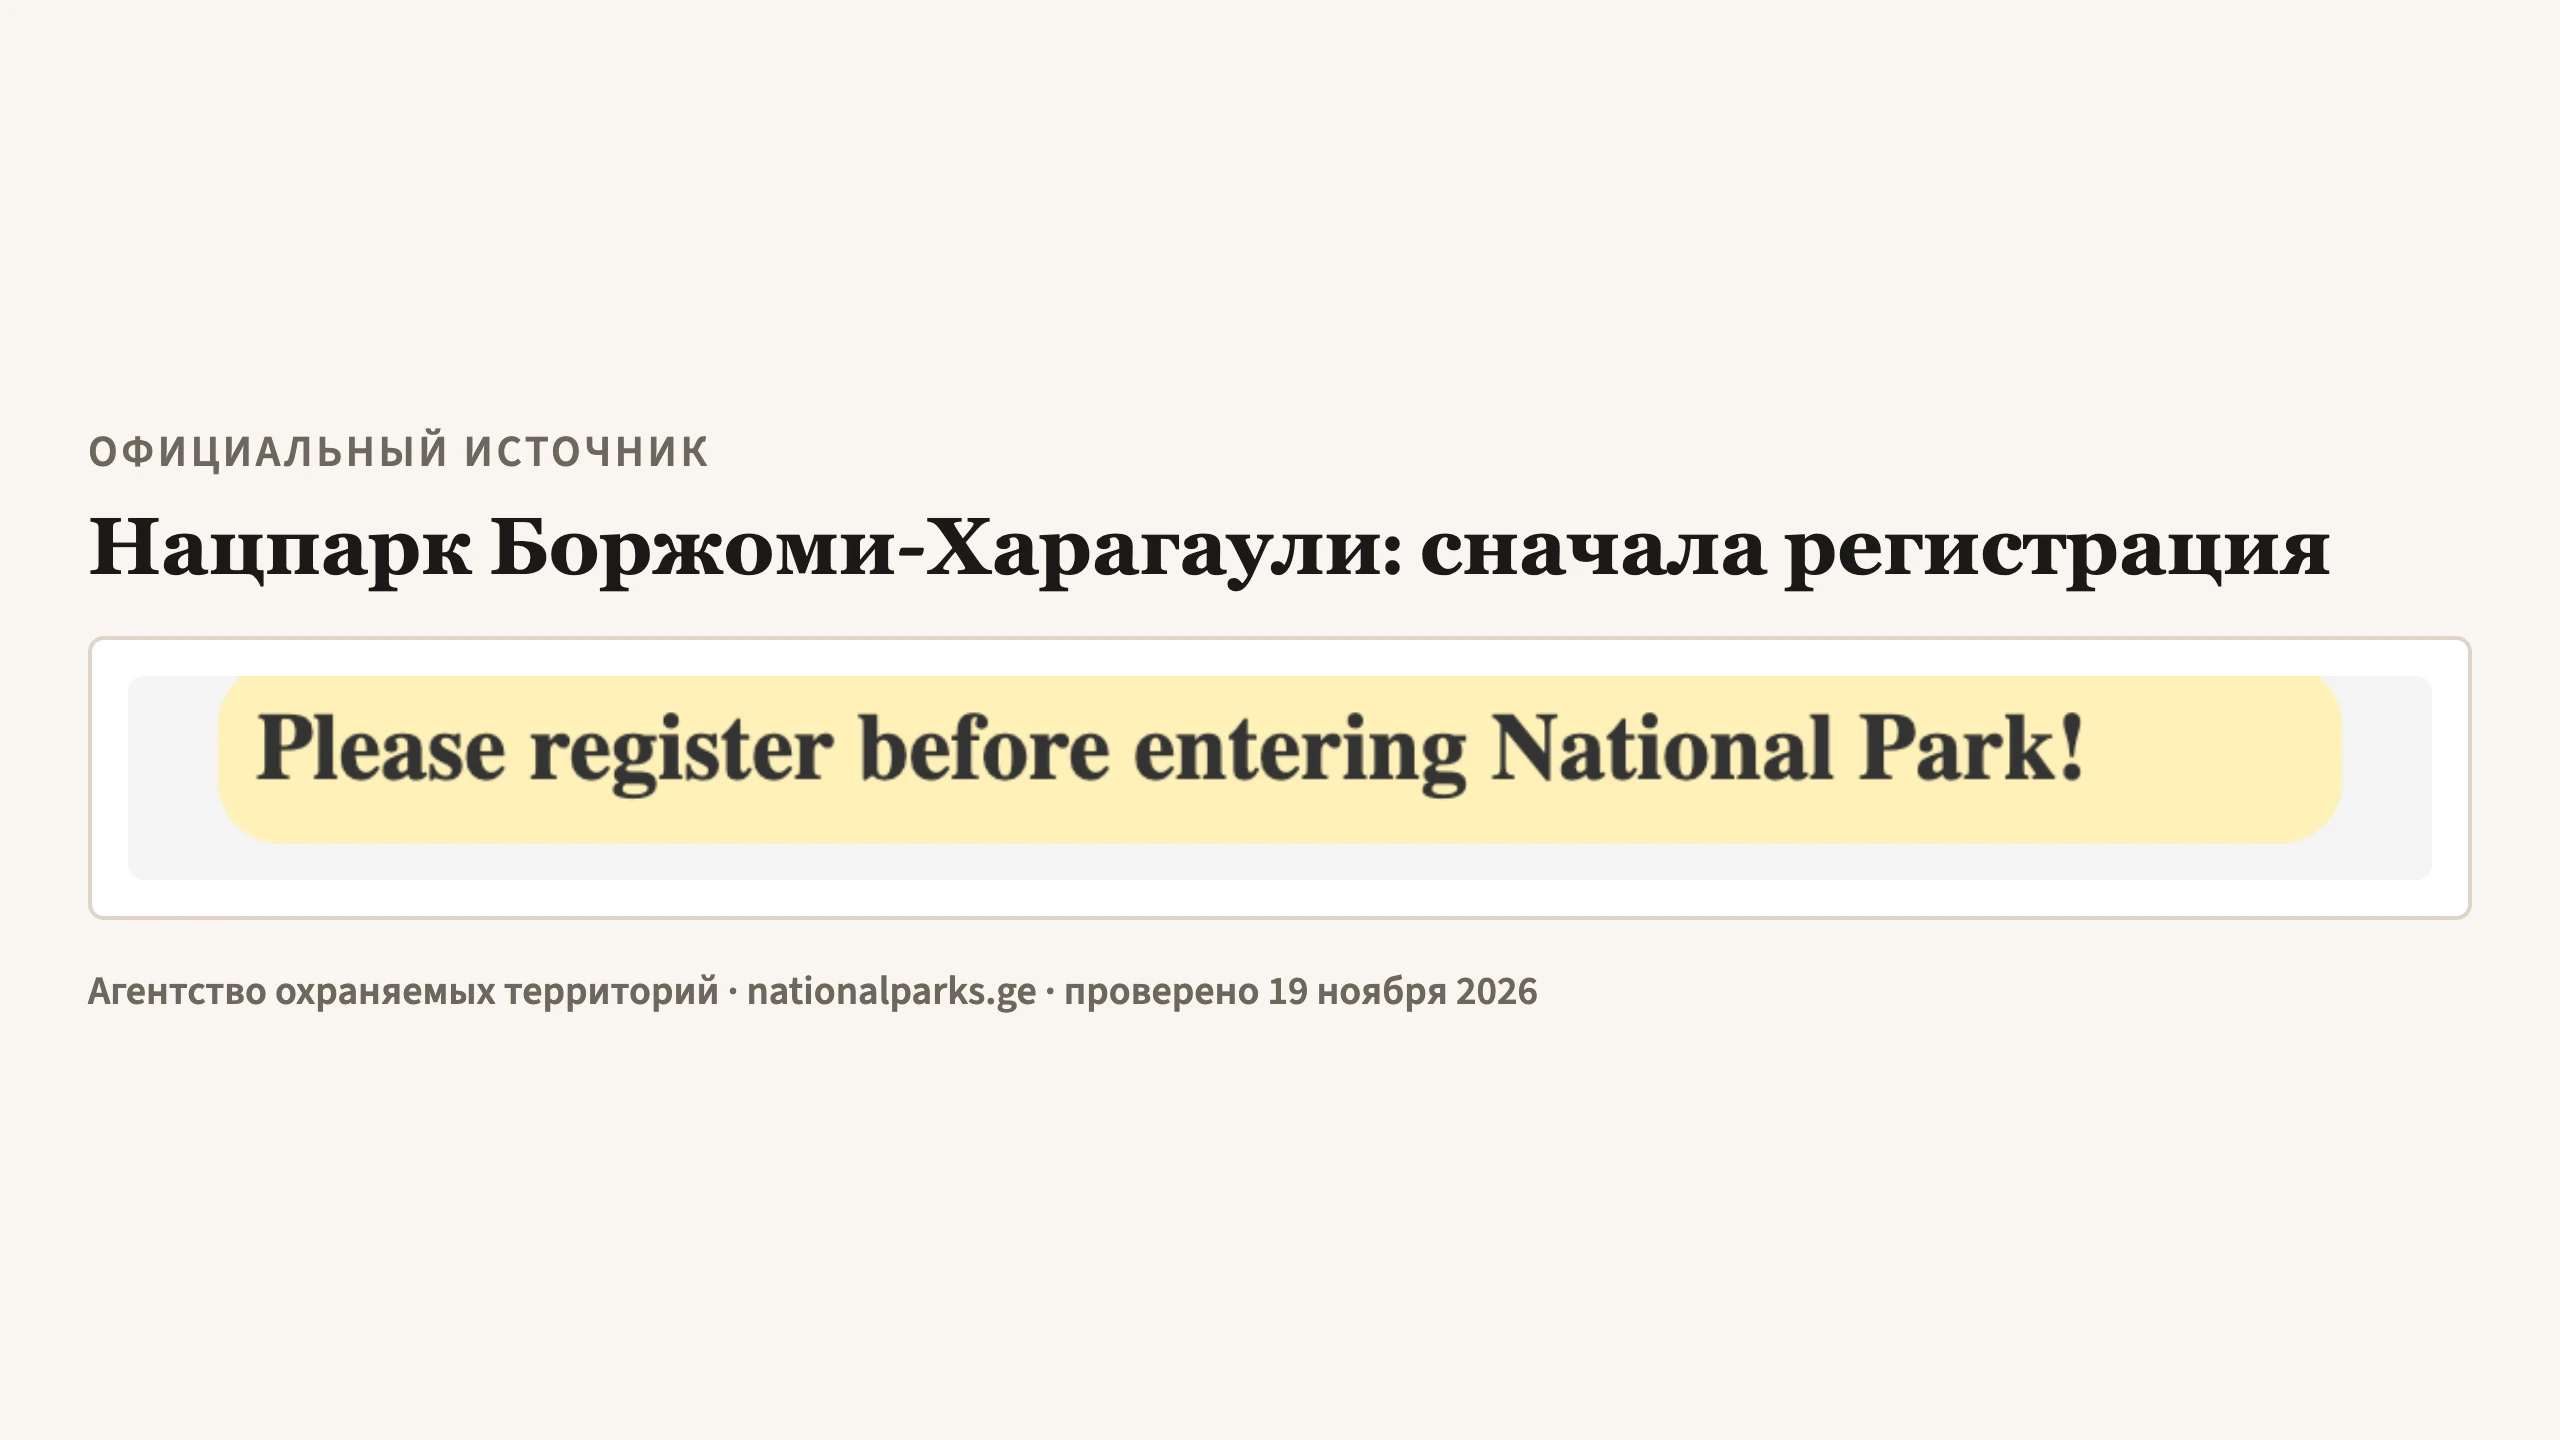 ОФИЦИАЛЬНЫЙ ИСТОЧНИК
Нацпарк Боржоми-Харагаули: сначала регистрация
Please register before entering National Park!
Агентство охраняемых территорий · nationalparks.ge · проверено 19 ноября 2026